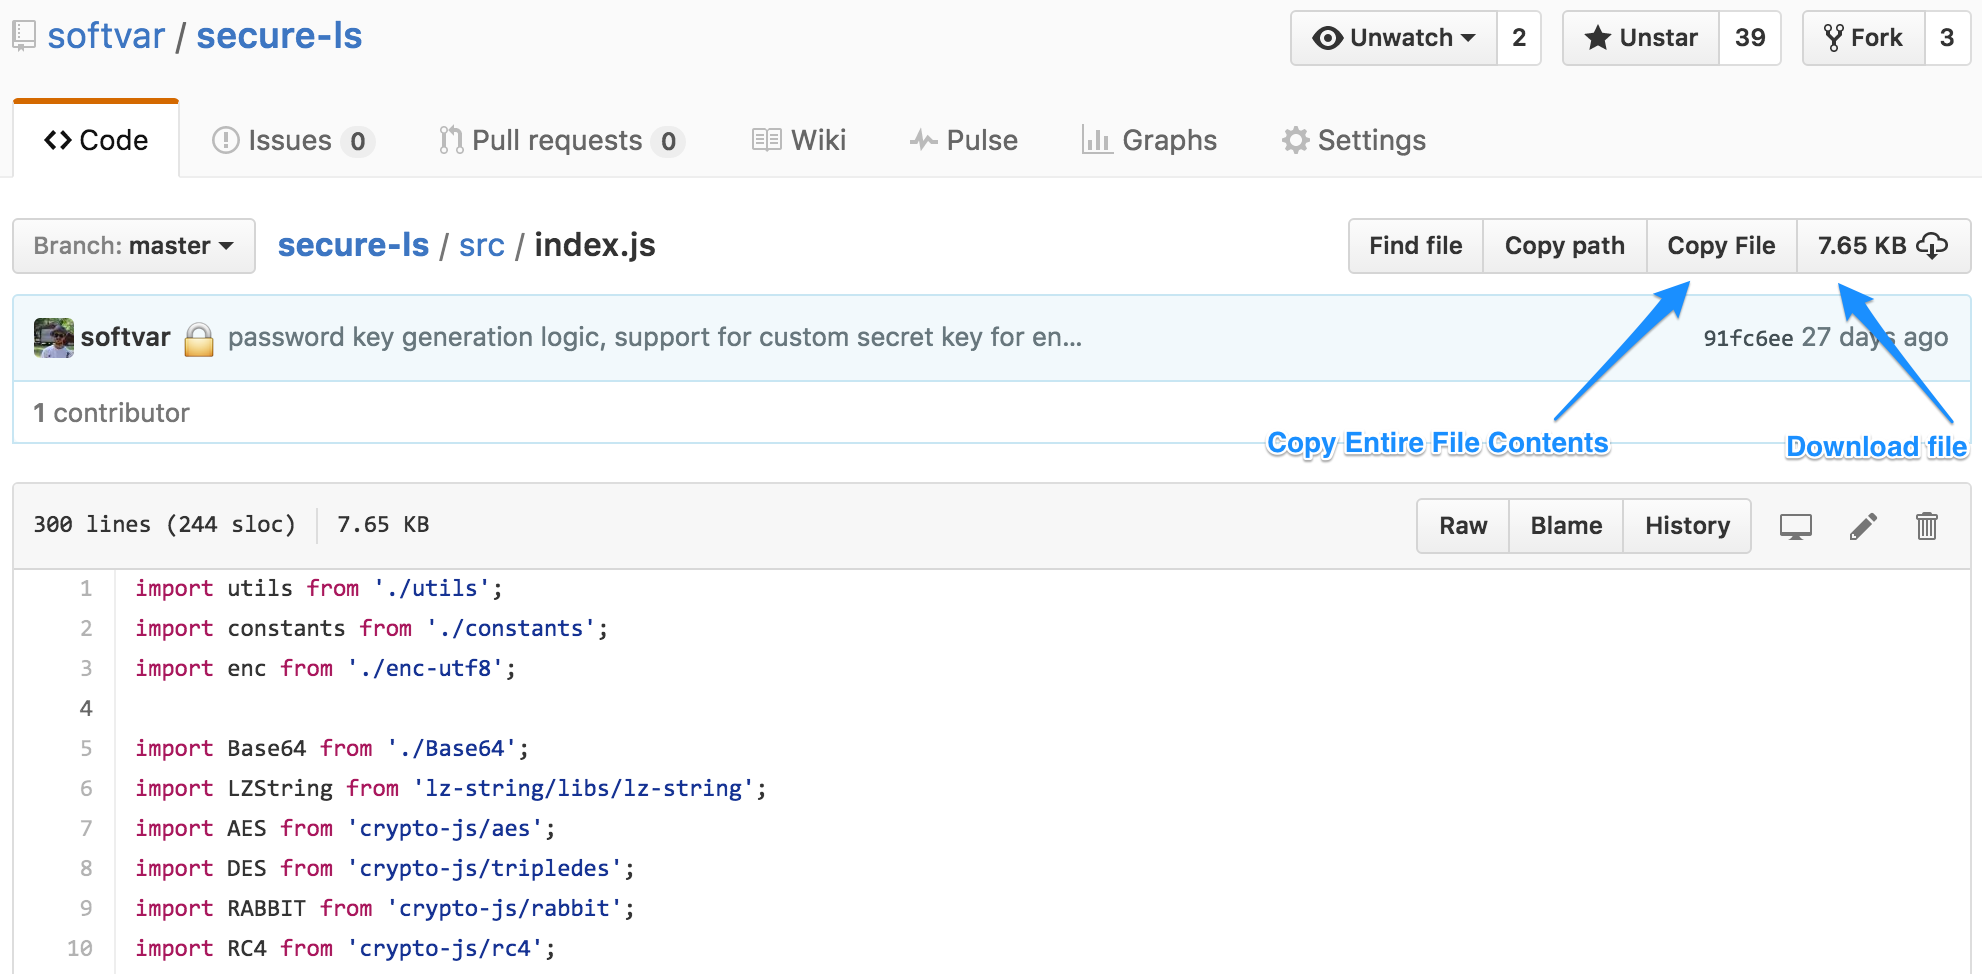 softvar / secure-ls
Unwatch 2 Unstar 39 Fork 3
Code Issues 0 Pull requests 0 Wiki Pulse Graphs Settings
Branch: master secure-ls / src / index.js Find file Copy path Copy File 7.65 KB
softvar password key generation logic, support for custom secret key for en… 91fc6ee 27 days ago
1 contributor
Copy Entire File Contents Download file
300 lines (244 sloc) 7.65 KB Raw Blame History
1 import utils from './utils';
2 import constants from './constants';
3 import enc from './enc-utf8';
4
5 import Base64 from './Base64';
6 import LZString from 'lz-string/libs/lz-string';
7 import AES from 'crypto-js/aes';
8 import DES from 'crypto-js/tripledes';
9 import RABBIT from 'crypto-js/rabbit';
10 import RC4 from 'crypto-js/rc4';